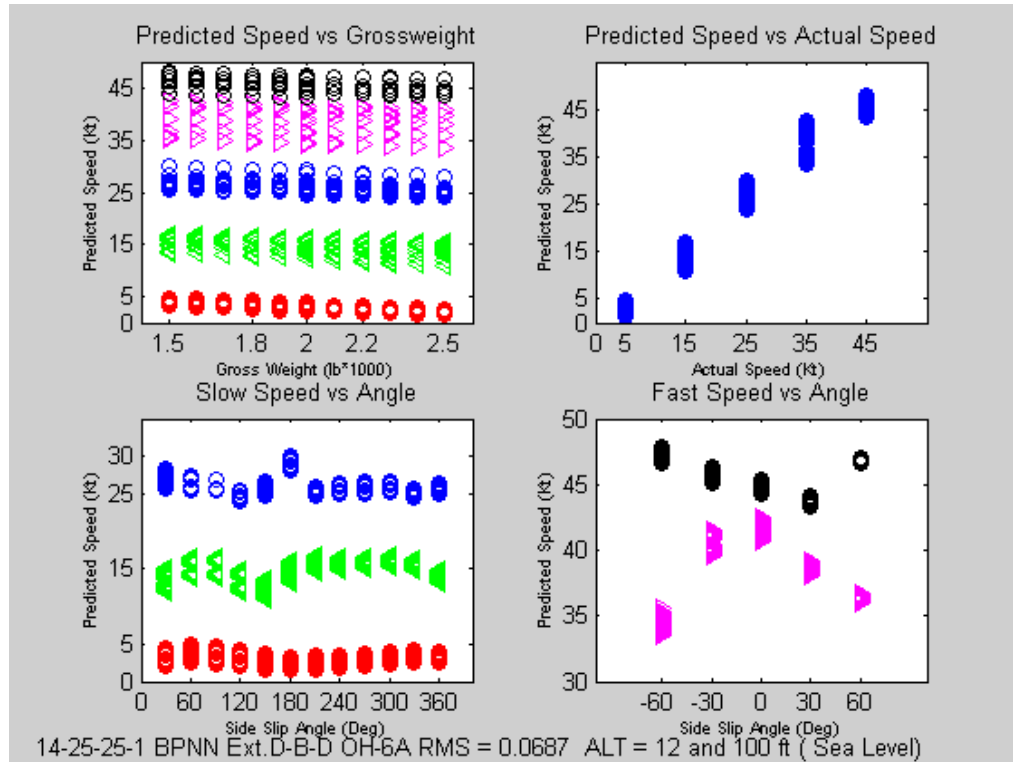 Predicted Speed vs Grossweight
Predicted Speed (Kt)
45
35
25
15
5
0
1.5 1.8 2 2.2 2.5
Gross Weight (lb*1000)
Predicted Speed vs Actual Speed
Predicted Speed (Kt)
45
35
25
15
5
0
0 5 15 25 35 45
Actual Speed (Kt)
Slow Speed vs Angle
Predicted Speed (Kt)
30
25
15
5
0
0 60 120 180 240 300 360
Side Slip Angle (Deg)
Fast Speed vs Angle
Predicted Speed (Kt)
50
45
40
35
30
-60 -30 0 30 60
Side Slip Angle (Deg)
14-25-25-1 BPNN Ext.D-B-D OH-6A RMS = 0.0687 ALT = 12 and 100 ft ( Sea Level)